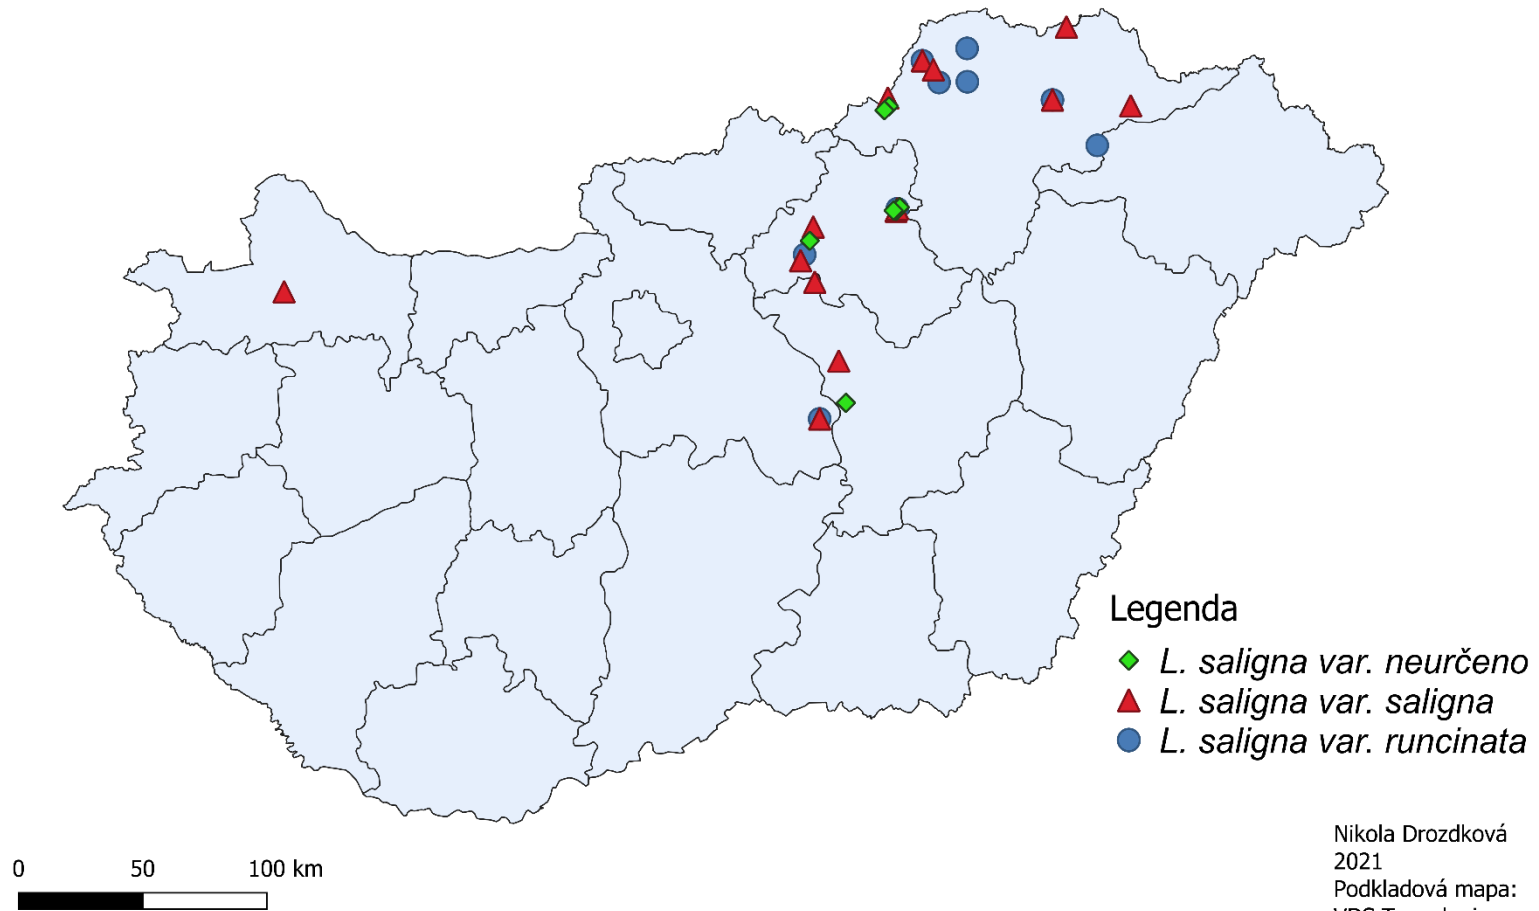 Legenda
L. saligna var. neurčeno
L. saligna var. saligna
L. saligna var. runcinata
0 50 100 km
Nikola Drozdková
2021
Podkladová mapa: